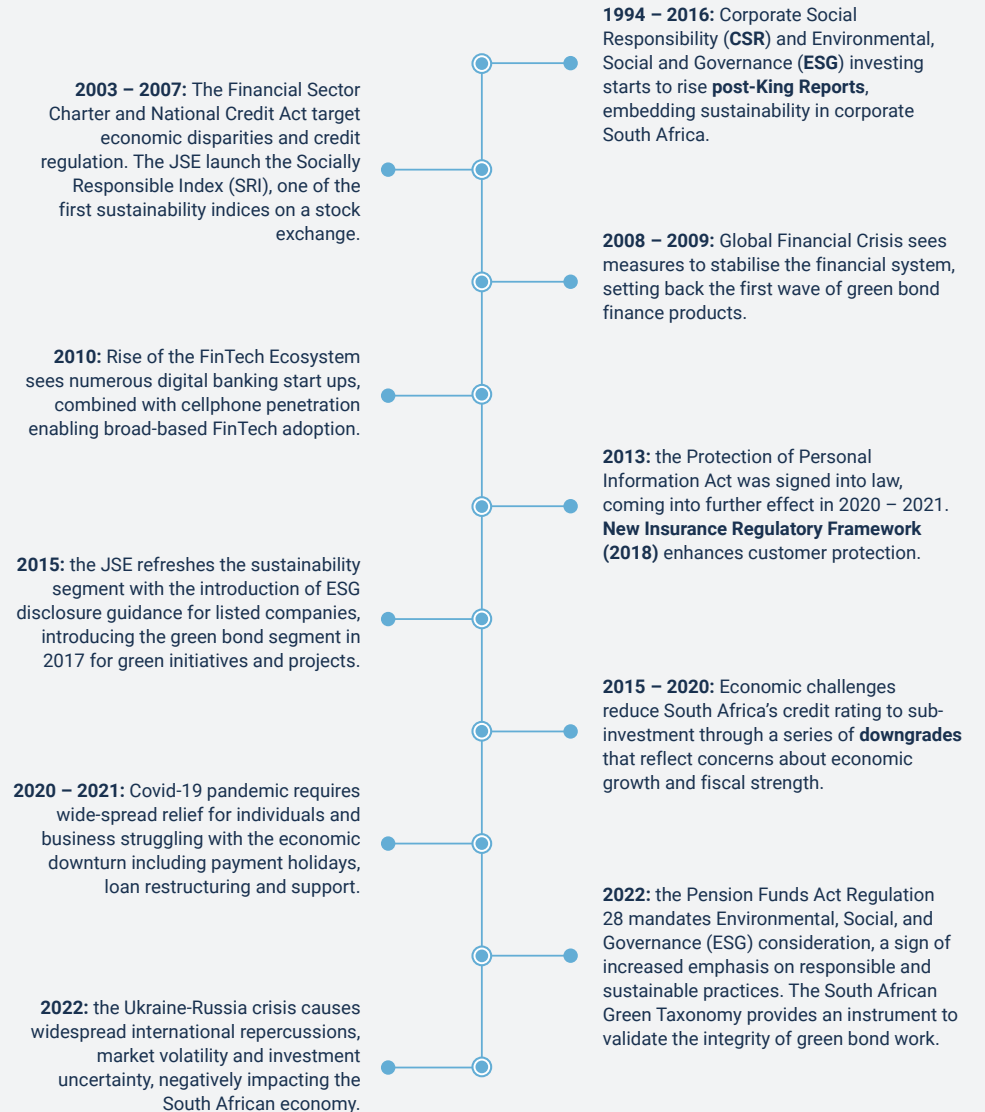 1994 – 2016: Corporate Social
Responsibility (CSR) and Environmental,
Social and Governance (ESG) investing
starts to rise post-King Reports,
embedding sustainability in corporate
South Africa.
2003 – 2007: The Financial Sector
Charter and National Credit Act target
economic disparities and credit
regulation. The JSE launch the Socially
Responsible Index (SRI), one of the
first sustainability indices on a stock
exchange.
2008 – 2009: Global Financial Crisis sees
measures to stabilise the financial system,
setting back the first wave of green bond
finance products.
2010: Rise of the FinTech Ecosystem
sees numerous digital banking start ups,
combined with cellphone penetration
enabling broad-based FinTech adoption.
2013: the Protection of Personal
Information Act was signed into law,
coming into further effect in 2020 – 2021.
New Insurance Regulatory Framework
(2018) enhances customer protection.
2015: the JSE refreshes the sustainability
segment with the introduction of ESG
disclosure guidance for listed companies,
introducing the green bond segment in
2017 for green initiatives and projects.
2015 – 2020: Economic challenges
reduce South Africa's credit rating to sub-
investment through a series of downgrades
that reflect concerns about economic
growth and fiscal strength.
2020 – 2021: Covid-19 pandemic requires
wide-spread relief for individuals and
business struggling with the economic
downturn including payment holidays,
loan restructuring and support.
2022: the Pension Funds Act Regulation
28 mandates Environmental, Social, and
Governance (ESG) consideration, a sign of
increased emphasis on responsible and
sustainable practices. The South African
Green Taxonomy provides an instrument to
validate the integrity of green bond work.
2022: the Ukraine-Russia crisis causes
widespread international repercussions,
market volatility and investment
uncertainty, negatively impacting the
South African economy.